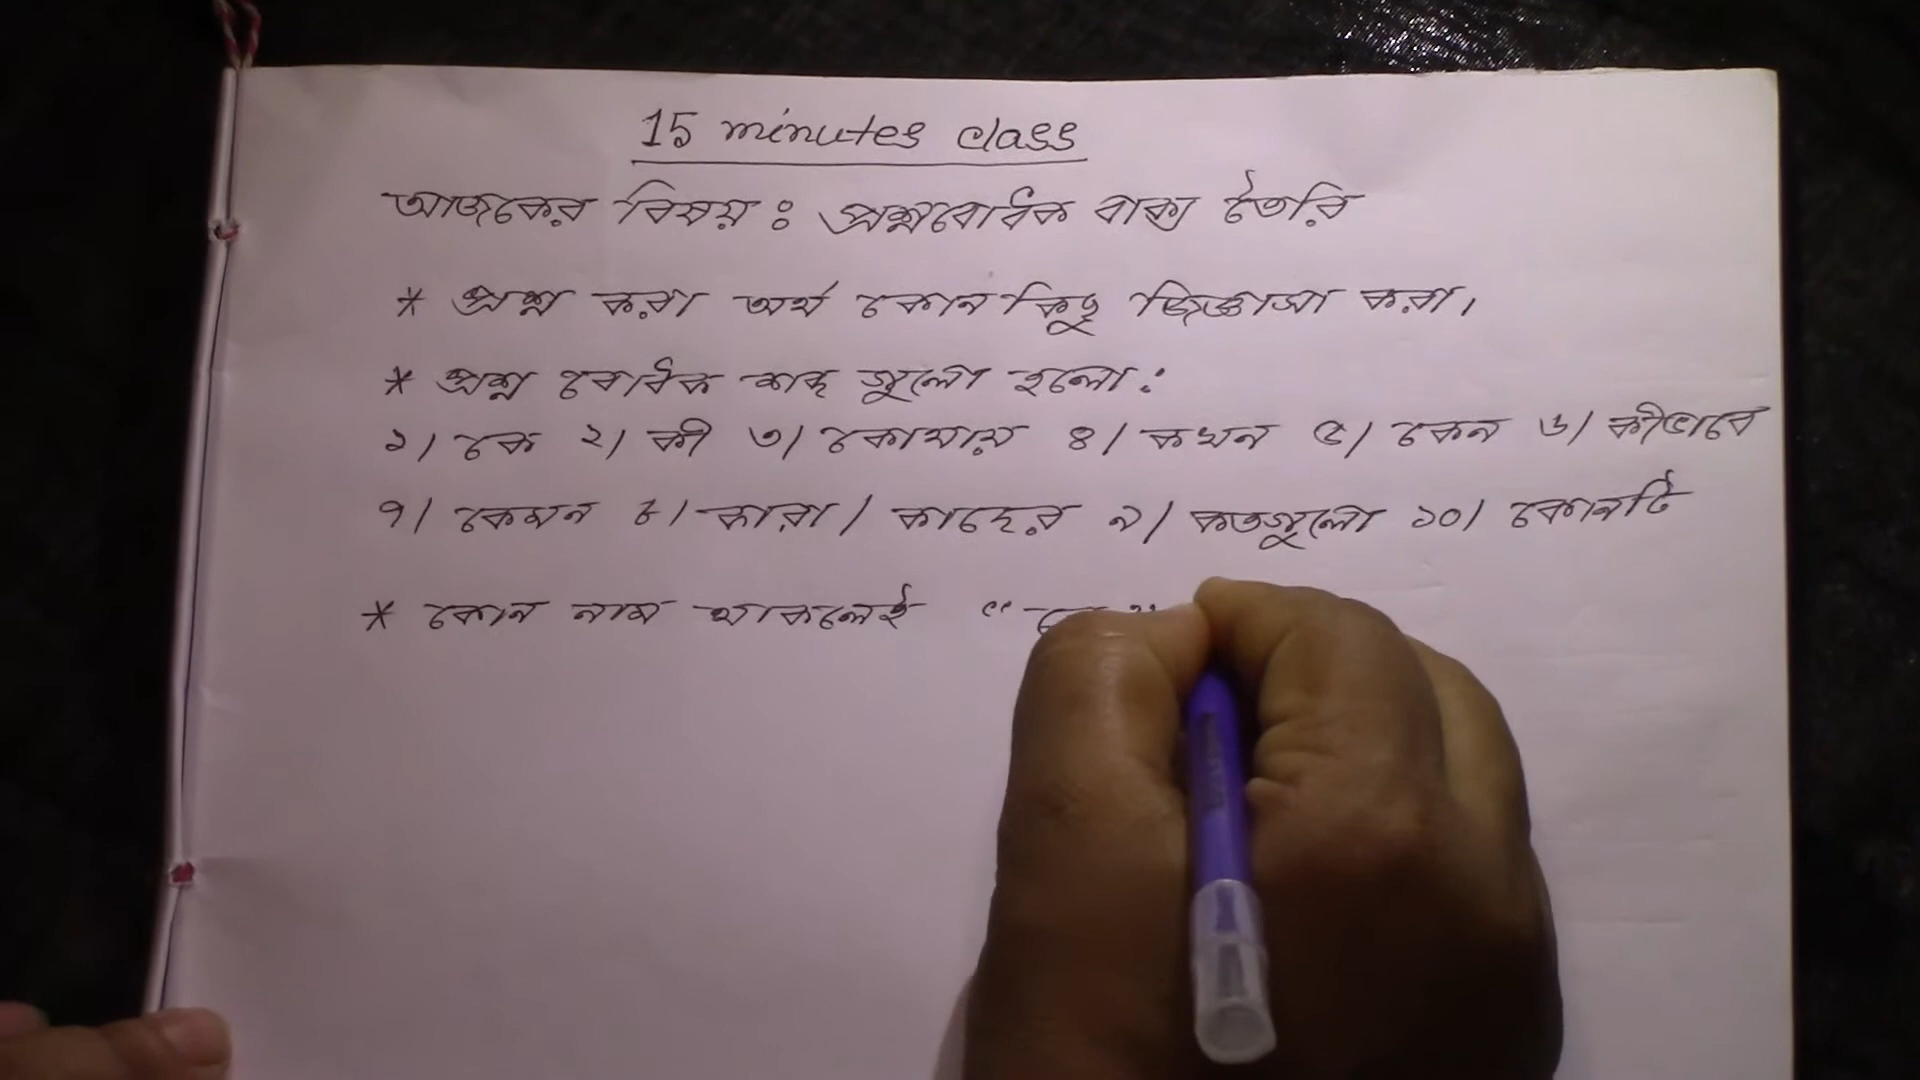 15 minutes class
আজকের বিষয় : প্রশ্নবোধক বাক্য তৈরি
* প্রশ্ন করা অর্থ কোন কিছু জিজ্ঞাসা করা।
* প্রশ্ন বোধক শব্দ গুলো হলো :
১/ কে ২/ কী ৩/ কোথায় ৪/ কখন ৫/ কেন ৬/ কীভাবে
৭/ কেমন ৮/ কারা/ কাদের ৯/ কতগুলো ১০/ কোনটি
* কোন নাম থাকলেই "